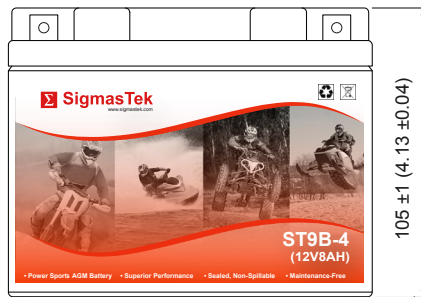 Σ SigmasTek
www.sigmastek.com
105 ±1 (4.13 ±0.04)
ST9B-4
(12V8AH)
• Power Sports AGM Battery • Superior Performance • Sealed, Non-Spillable • Maintenance-Free